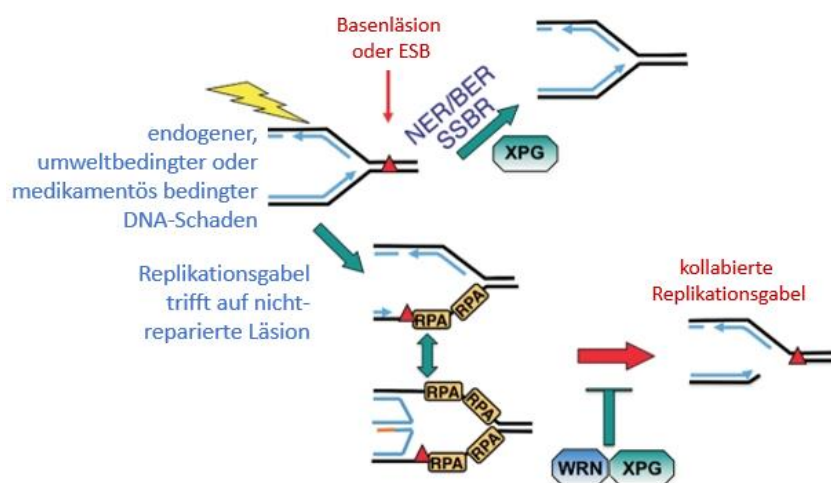 Basenläsion
oder ESB
NER/BER
SSBR
XPG
endogener,
umweltbedingter oder
medikamentös bedingter
DNA-Schaden
Replikationsgabel
trifft auf nicht-
reparierte Läsion
RPA
RPA
kollabierte
Replikationsgabel
RPA
RPA
RPA
RPA
WRN
XPG